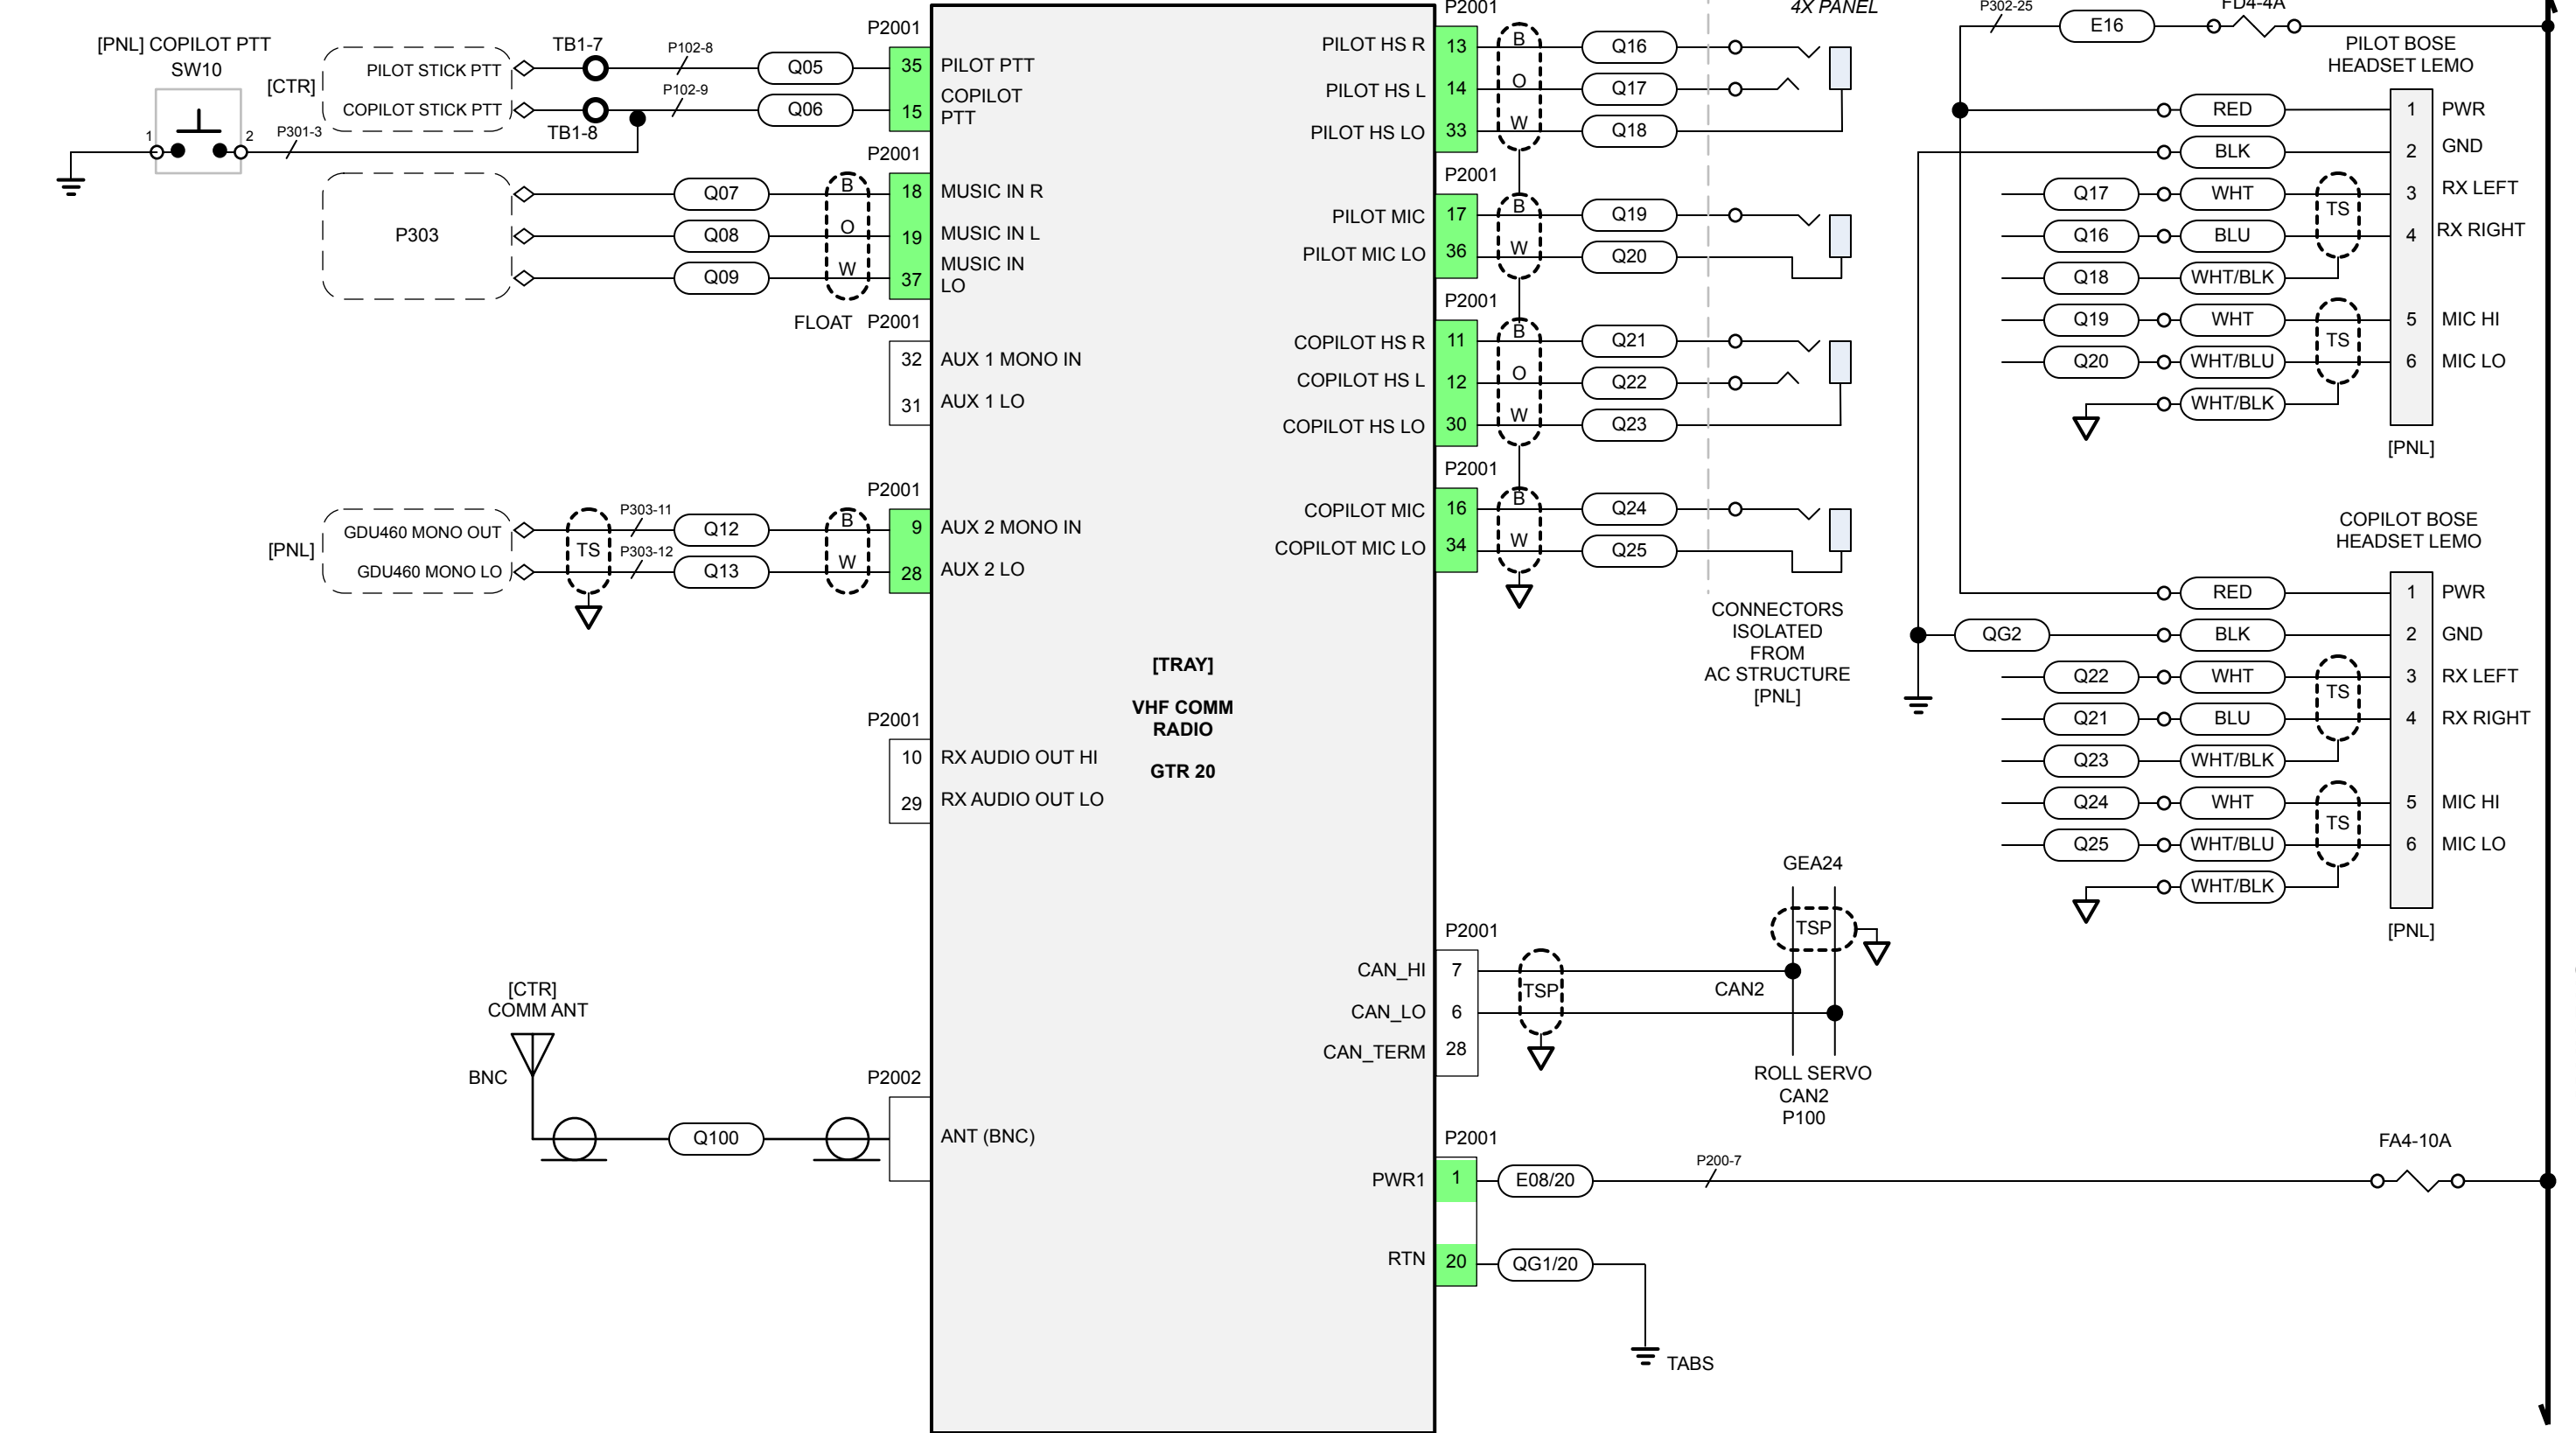 [PNL] COPILOT PTT
SW10
1
2
P301-3
[CTR]
PILOT STICK PTT
COPILOT STICK PTT
TB1-7
TB1-8
P102-8
P102-9
Q05
Q06
P2001
35
15
PILOT PTT
COPILOT
PTT
P303
Q07
Q08
Q09
B
O
W
FLOAT
P2001
18
19
37
MUSIC IN R
MUSIC IN L
MUSIC IN
LO
P2001
32
31
AUX 1 MONO IN
AUX 1 LO
[PNL]
GDU460 MONO OUT
GDU460 MONO LO
TS
P303-11
P303-12
Q12
Q13
B
W
P2001
9
28
AUX 2 MONO IN
AUX 2 LO
P2001
10
29
RX AUDIO OUT HI
RX AUDIO OUT LO
[CTR]
COMM ANT
BNC
Q100
P2002
ANT (BNC)
[TRAY]
VHF COMM
RADIO
GTR 20
P2001
PILOT HS R
PILOT HS L
PILOT HS LO
13
14
33
B
O
W
Q16
Q17
Q18
4X PANEL
P2001
PILOT MIC
PILOT MIC LO
17
36
B
W
Q19
Q20
P2001
COPILOT HS R
COPILOT HS L
COPILOT HS LO
11
12
30
B
O
W
Q21
Q22
Q23
P2001
COPILOT MIC
COPILOT MIC LO
16
34
B
W
Q24
Q25
CONNECTORS
ISOLATED
FROM
AC STRUCTURE
[PNL]
P2001
CAN_HI
CAN_LO
CAN_TERM
7
6
28
TSP
CAN2
GEA24
TSP
ROLL SERVO
CAN2
P100
P2001
PWR1
RTN
1
20
E08/20
QG1/20
P200-7
FA4-10A
TABS
P302-25
E16
FD4-4A
PILOT BOSE
HEADSET LEMO
RED
1
PWR
BLK
2
GND
Q17
WHT
3
RX LEFT
TS
Q16
BLU
4
RX RIGHT
Q18
WHT/BLK
Q19
WHT
5
MIC HI
TS
Q20
WHT/BLU
6
MIC LO
WHT/BLK
[PNL]
COPILOT BOSE
HEADSET LEMO
RED
1
PWR
QG2
BLK
2
GND
Q22
WHT
3
RX LEFT
TS
Q21
BLU
4
RX RIGHT
Q23
WHT/BLK
Q24
WHT
5
MIC HI
TS
Q25
WHT/BLU
6
MIC LO
WHT/BLK
[PNL]